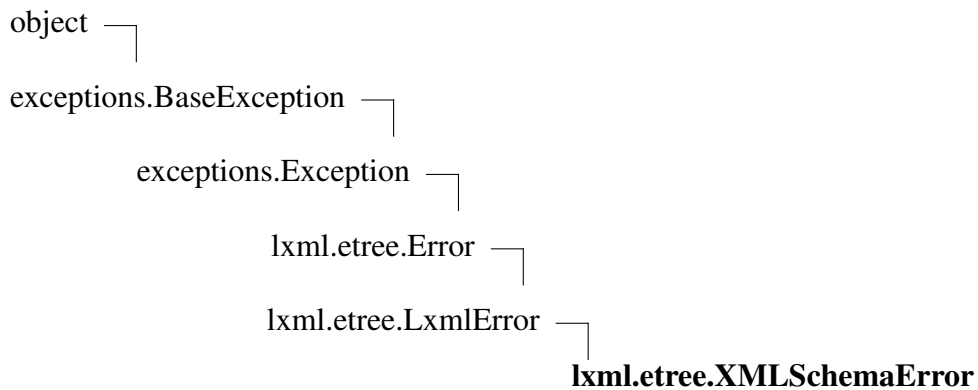 object
exceptions.BaseException
exceptions.Exception
lxml.etree.Error
lxml.etree.LxmlError
lxml.etree.XMLSchemaError